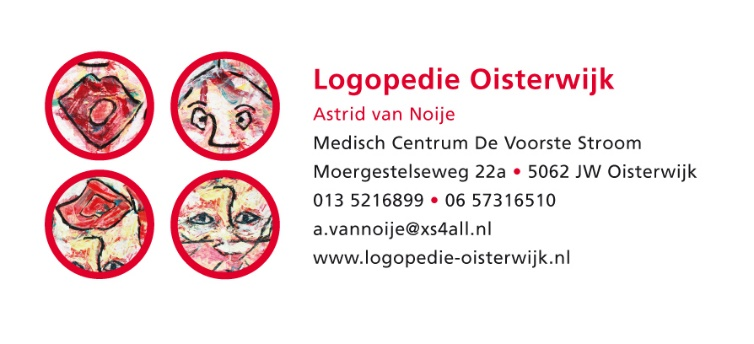 Logopedie Oisterwijk
Astrid van Noije
Medisch Centrum De Voorste Stroom
Moergestelseweg 22a • 5062 JW Oisterwijk
013 5216899 • 06 57316510
a.vannoije@xs4all.nl
www.logopedie-oisterwijk.nl